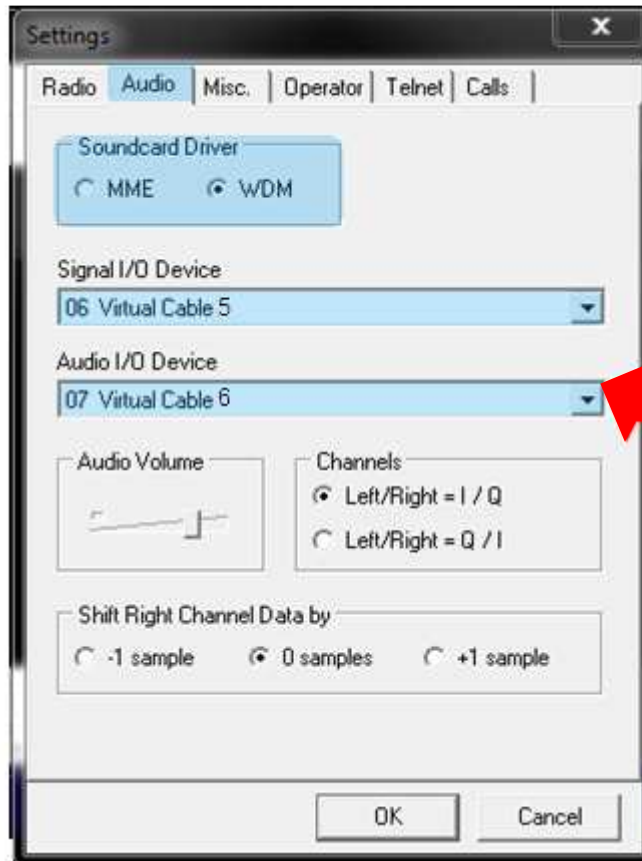 Settings
Radio Audio Misc. Operator Telnet Calls
Soundcard Driver
MME WDM
Signal I/O Device
06 Virtual Cable 5
Audio I/O Device
07 Virtual Cable 6
Audio Volume
Channels
Left/Right = I / Q
Left/Right = Q / I
Shift Right Channel Data by
-1 sample 0 samples +1 sample
OK Cancel